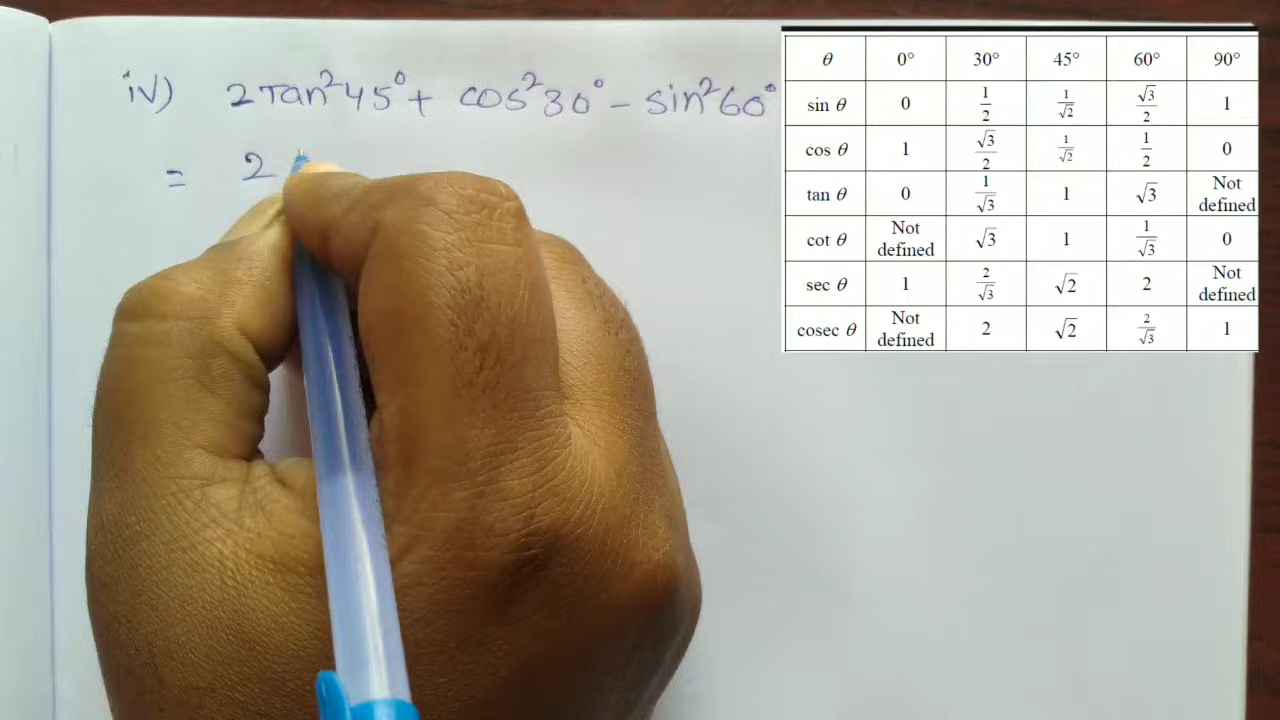 iv) 2Tan²45° + cos²30° - sin²60°
= 2
θ 0° 30° 45° 60° 90°
sin θ 0 1/2 1/√2 √3/2 1
cos θ 1 √3/2 1/√2 1/2 0
tan θ 0 1/√3 1 √3 Not defined
cot θ Not defined √3 1 1/√3 0
sec θ 1 2/√3 √2 2 Not defined
cosec θ Not defined 2 √2 2/√3 1